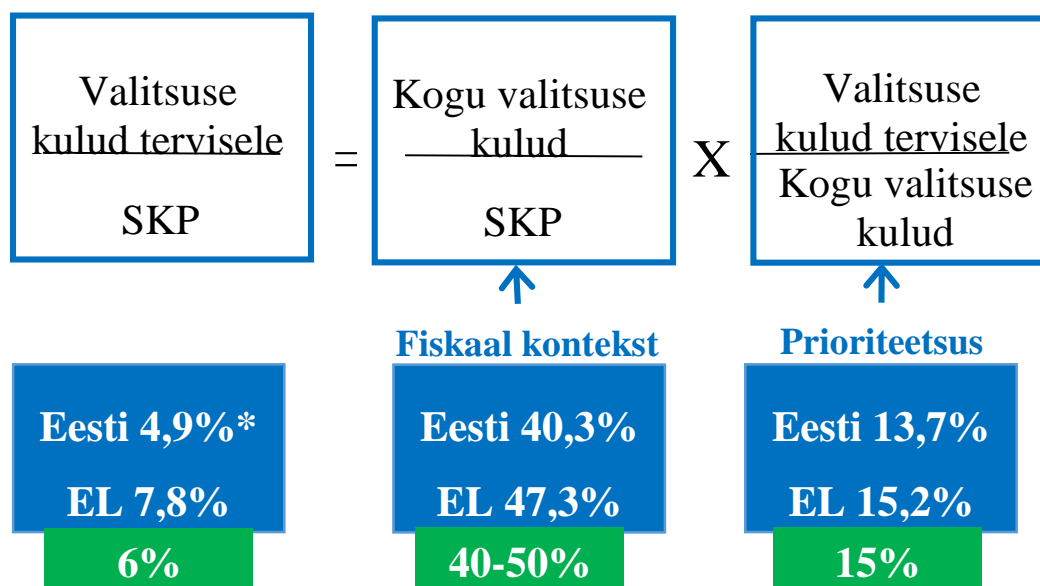 Valitsuse
kulud tervisele
SKP
=
Kogu valitsuse
kulud
SKP
X
Valitsuse
kulud tervisele
Kogu valitsuse
kulud
Fiskaal kontekst
Prioriteetsus
Eesti 4,9%*
EL 7,8%
6%
Eesti 40,3%
EL 47,3%
40-50%
Eesti 13,7%
EL 15,2%
15%